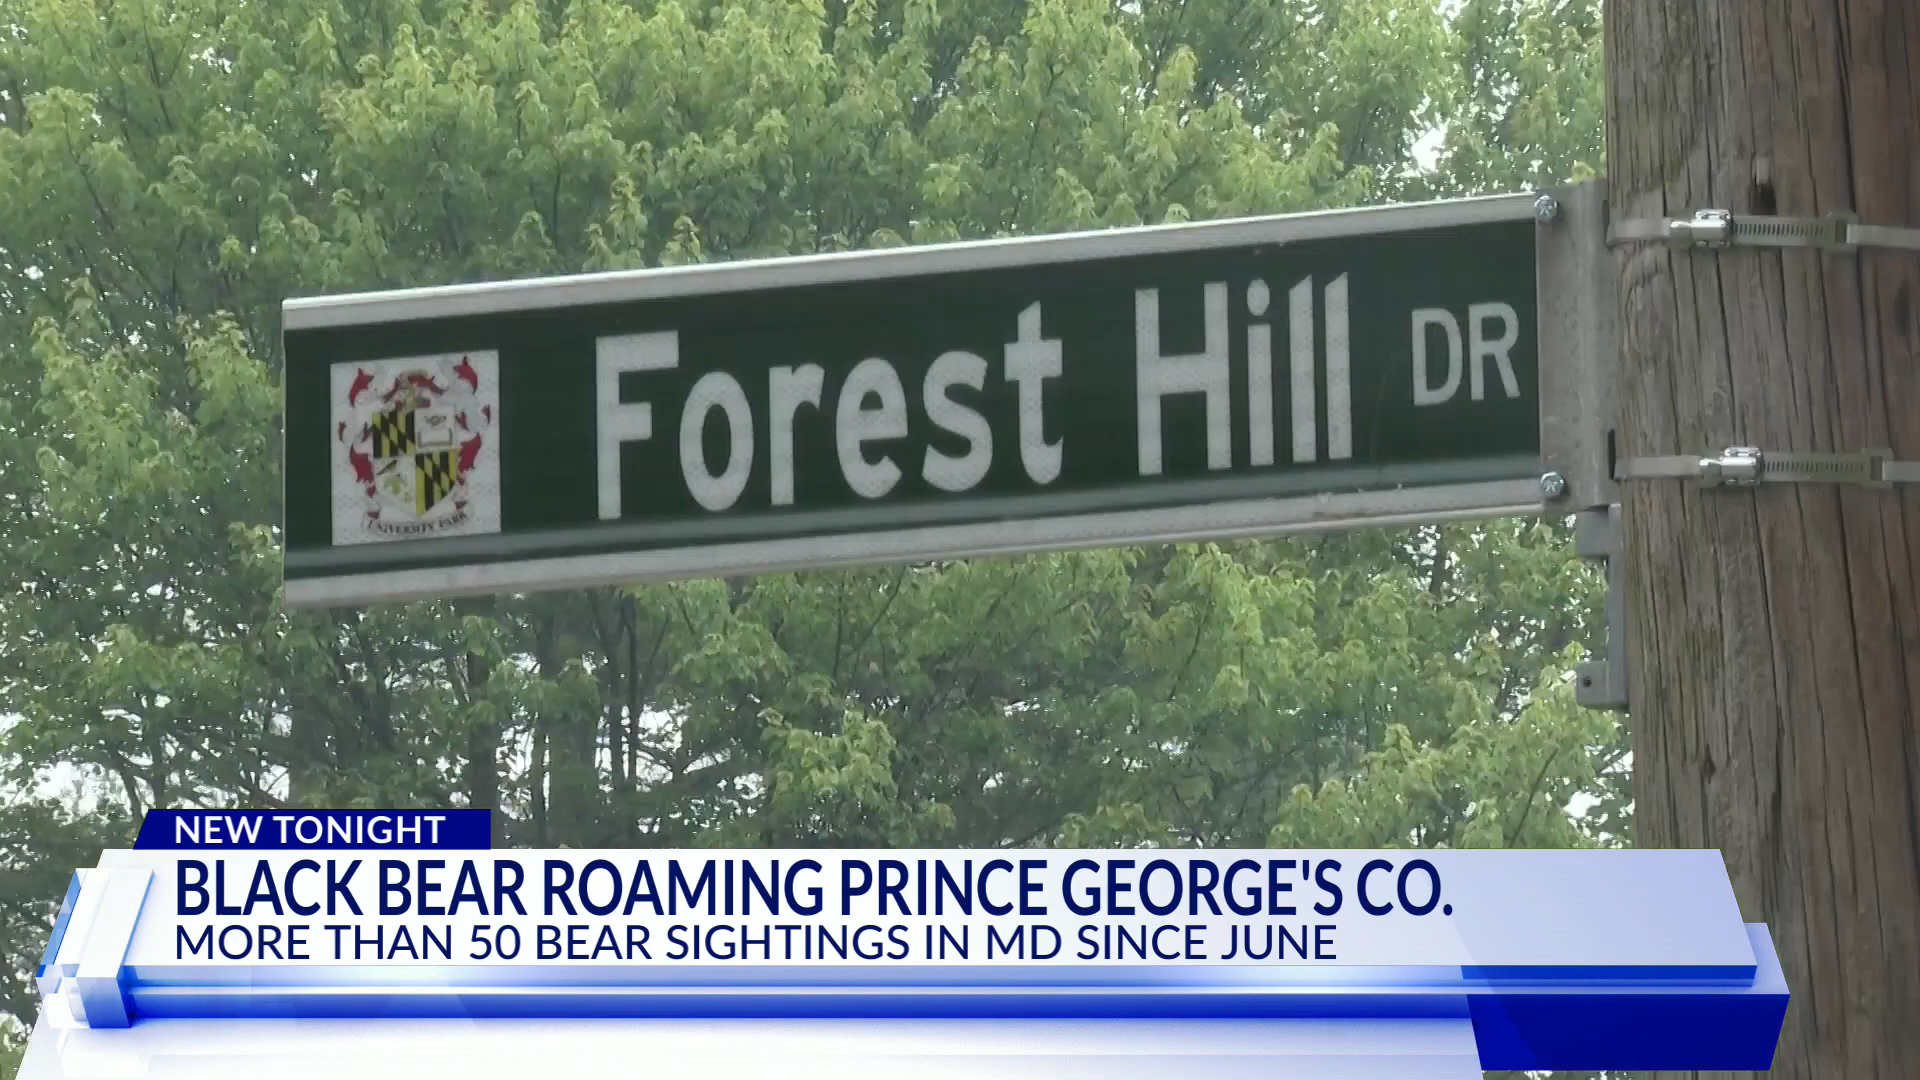 Forest Hill DR
UNIVERSITY PARK
NEW TONIGHT
BLACK BEAR ROAMING PRINCE GEORGE'S CO.
MORE THAN 50 BEAR SIGHTINGS IN MD SINCE JUNE